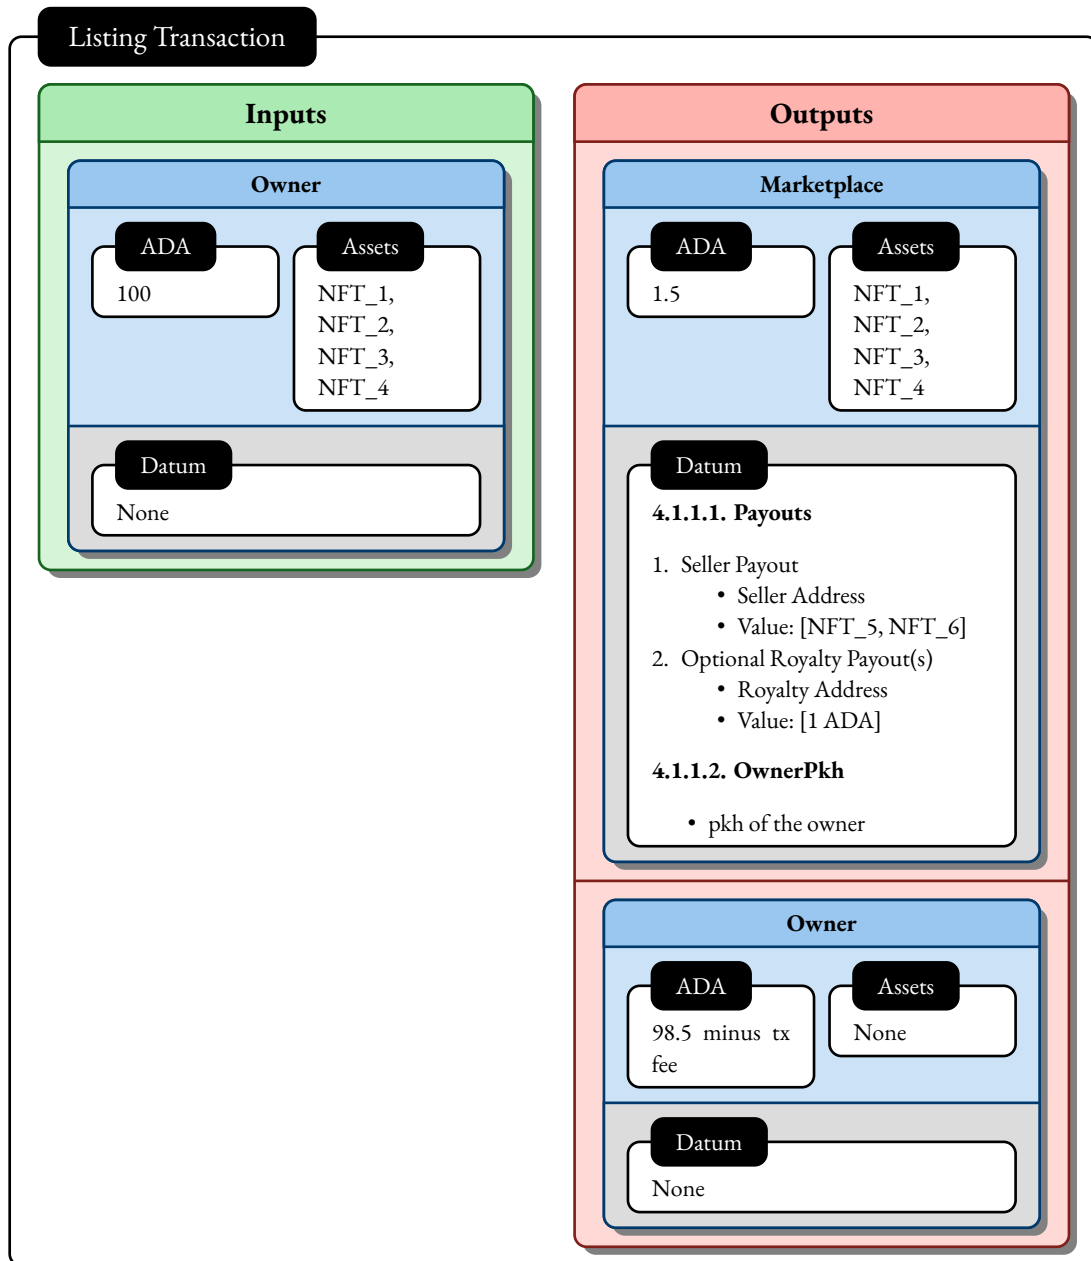 Listing Transaction
Inputs
Owner
ADA
100
Assets
NFT_1,
NFT_2,
NFT_3,
NFT_4
Datum
None
Outputs
Marketplace
ADA
1.5
Assets
NFT_1,
NFT_2,
NFT_3,
NFT_4
Datum
4.1.1.1. Payouts
1. Seller Payout
• Seller Address
• Value: [NFT_5, NFT_6]
2. Optional Royalty Payout(s)
• Royalty Address
• Value: [1 ADA]
4.1.1.2. OwnerPkh
• pkh of the owner
Owner
ADA
98.5 minus tx
fee
Assets
None
Datum
None